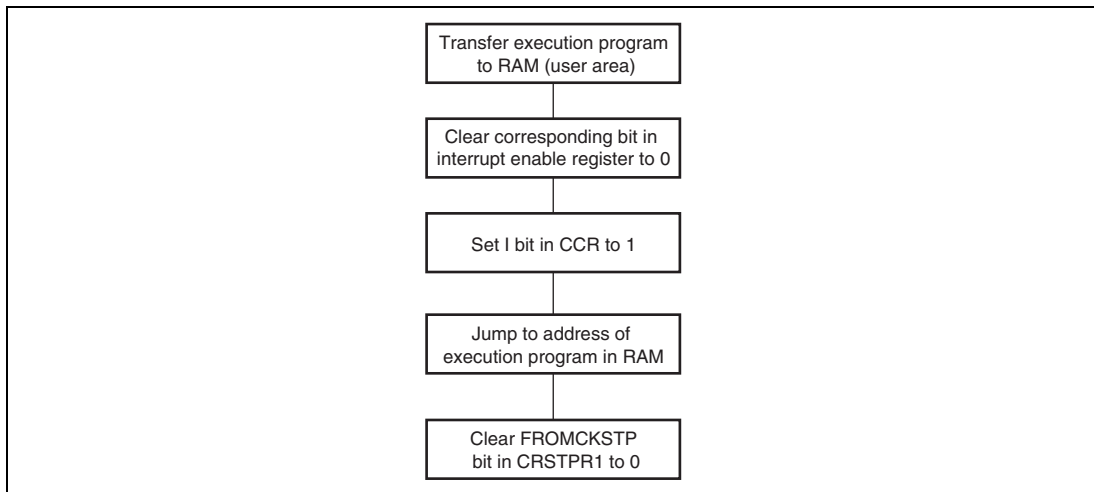 Transfer execution program
to RAM (user area)
Clear corresponding bit in
interrupt enable register to 0
Set I bit in CCR to 1
Jump to address of
execution program in RAM
Clear FROMCKSTP
bit in CRSTPR1 to 0